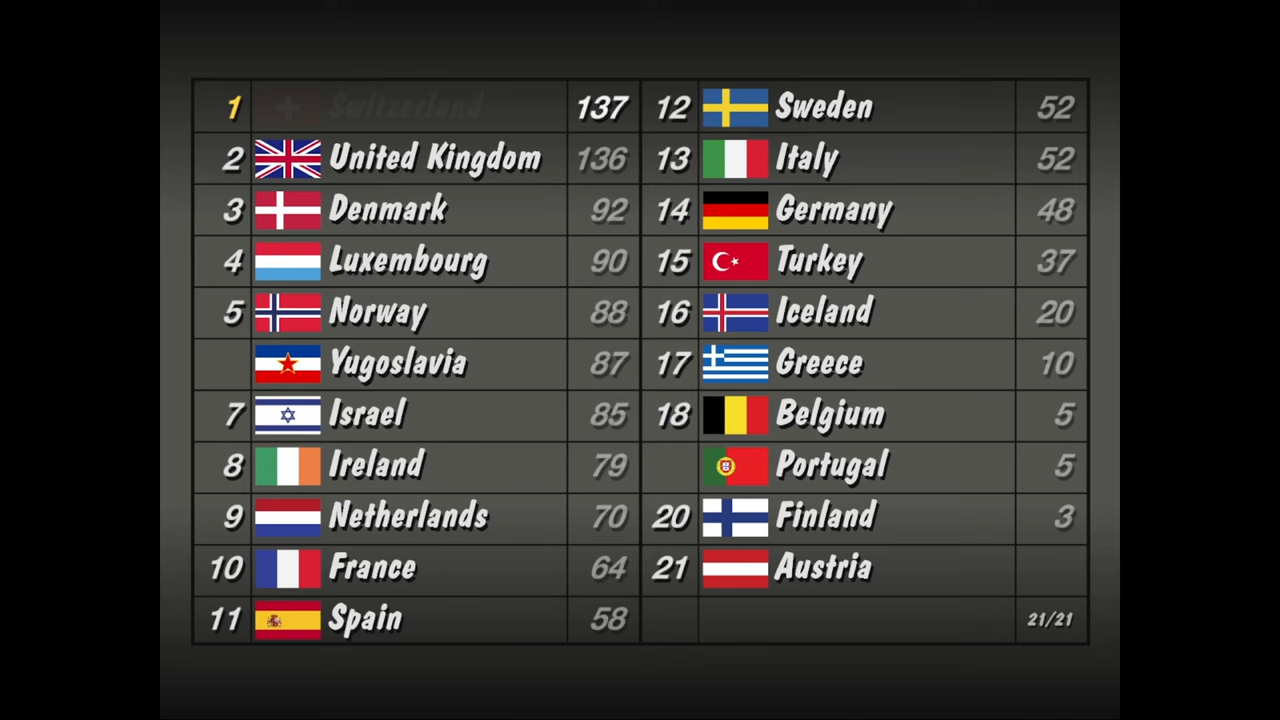 1 Switzerland 137
2 United Kingdom 136
3 Denmark 92
4 Luxembourg 90
5 Norway 88
Yugoslavia 87
7 Israel 85
8 Ireland 79
9 Netherlands 70
10 France 64
11 Spain 58
12 Sweden 52
13 Italy 52
14 Germany 48
15 Turkey 37
16 Iceland 20
17 Greece 10
18 Belgium 5
Portugal 5
20 Finland 3
21 Austria
21/21